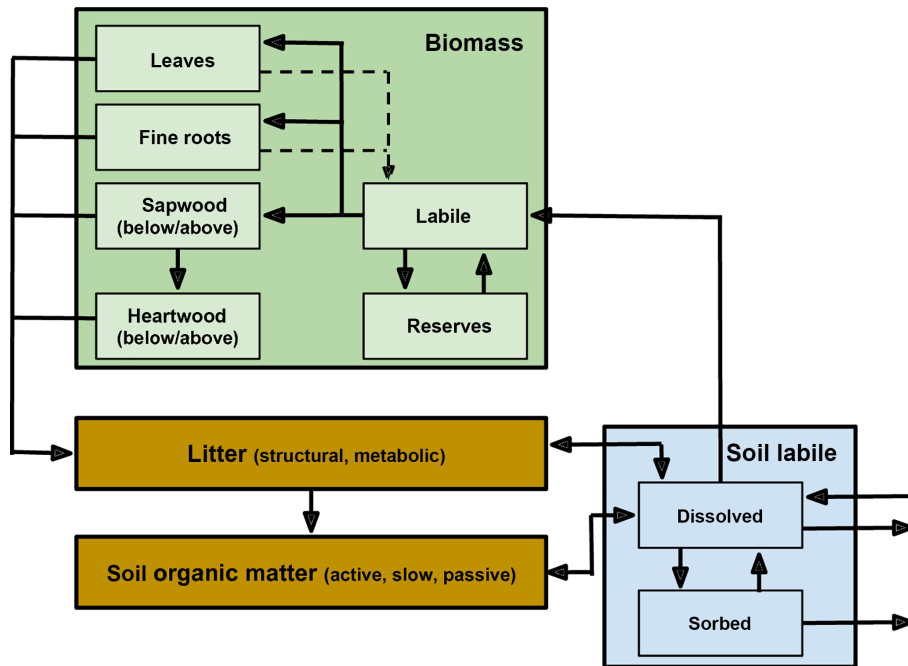 Biomass
Leaves
Fine roots
Sapwood
(below/above)
Labile
Heartwood
(below/above)
Reserves
Litter (structural, metabolic)
Soil labile
Dissolved
Soil organic matter (active, slow, passive)
Sorbed